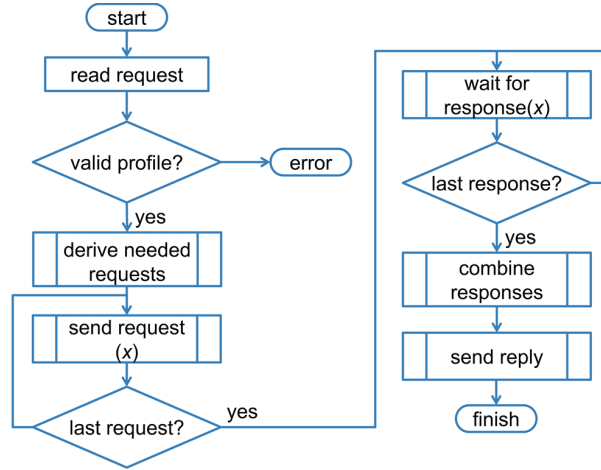 start
read request
valid profile?
error
yes
derive needed
requests
send request
(x)
last request?
yes
wait for
response(x)
last response?
yes
combine
responses
send reply
finish